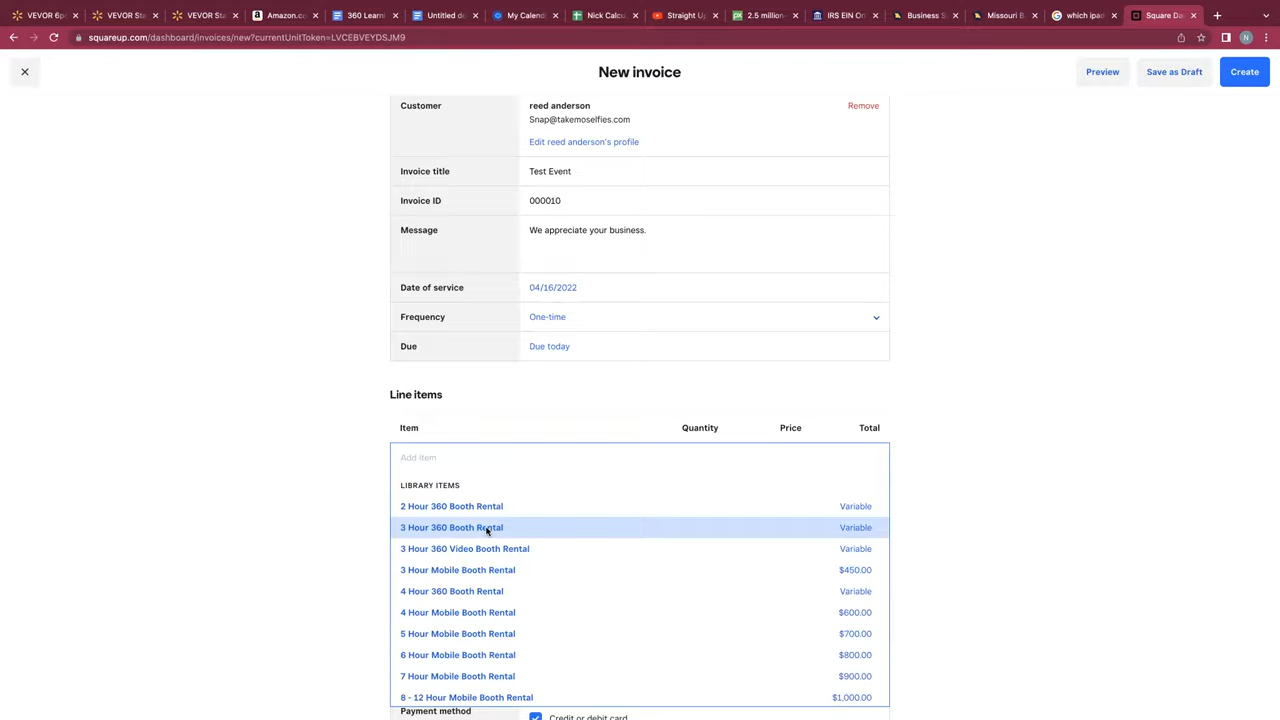 VEVOR 6pc
VEVOR Sta
VEVOR Sta
Amazon.co
360 Learni
Untitled do
My Calend
Nick Calcu
Straight Up
2.5 million+
IRS EIN On
Business S
Missouri B
which ipad
Square Da
squareup.com/dashboard/invoices/new?currentUnitToken=LVCEBVEYDSJM9
N
New invoice
Preview
Save as Draft
Create
Customer
reed anderson
Remove
Snap@takemoselfies.com
Edit reed anderson's profile
Invoice title
Test Event
Invoice ID
000010
Message
We appreciate your business.
Date of service
04/16/2022
Frequency
One-time
Due
Due today
Line items
Item
Quantity
Price
Total
Add item
LIBRARY ITEMS
2 Hour 360 Booth Rental
Variable
3 Hour 360 Booth Rental
Variable
3 Hour 360 Video Booth Rental
Variable
3 Hour Mobile Booth Rental
$450.00
4 Hour 360 Booth Rental
Variable
4 Hour Mobile Booth Rental
$600.00
5 Hour Mobile Booth Rental
$700.00
6 Hour Mobile Booth Rental
$800.00
7 Hour Mobile Booth Rental
$900.00
8 - 12 Hour Mobile Booth Rental
$1,000.00
Payment method
Credit or debit card